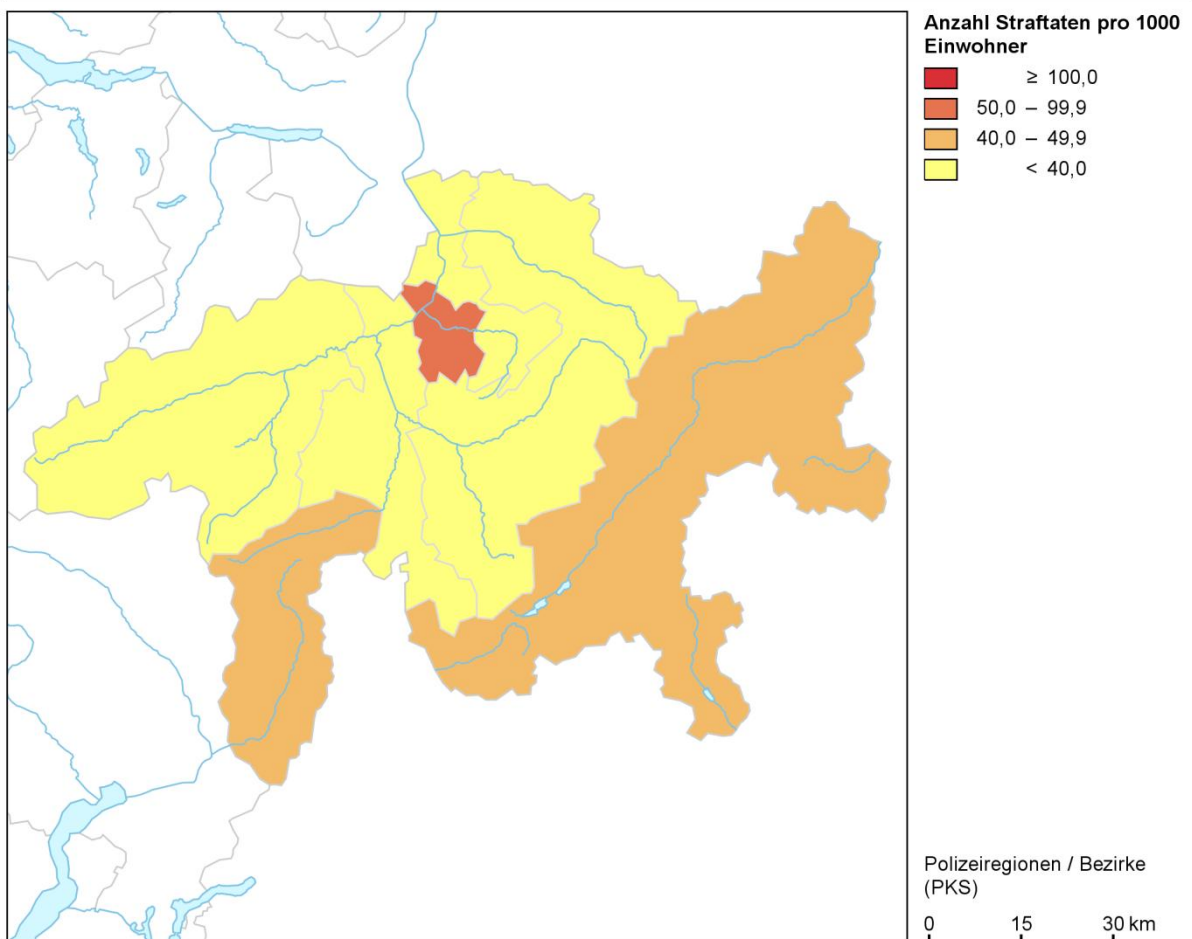 Anzahl Straftaten pro 1000
Einwohner
≥ 100,0
50,0 – 99,9
40,0 – 49,9
< 40,0
Polizeiregionen / Bezirke
(PKS)
0 15 30 km